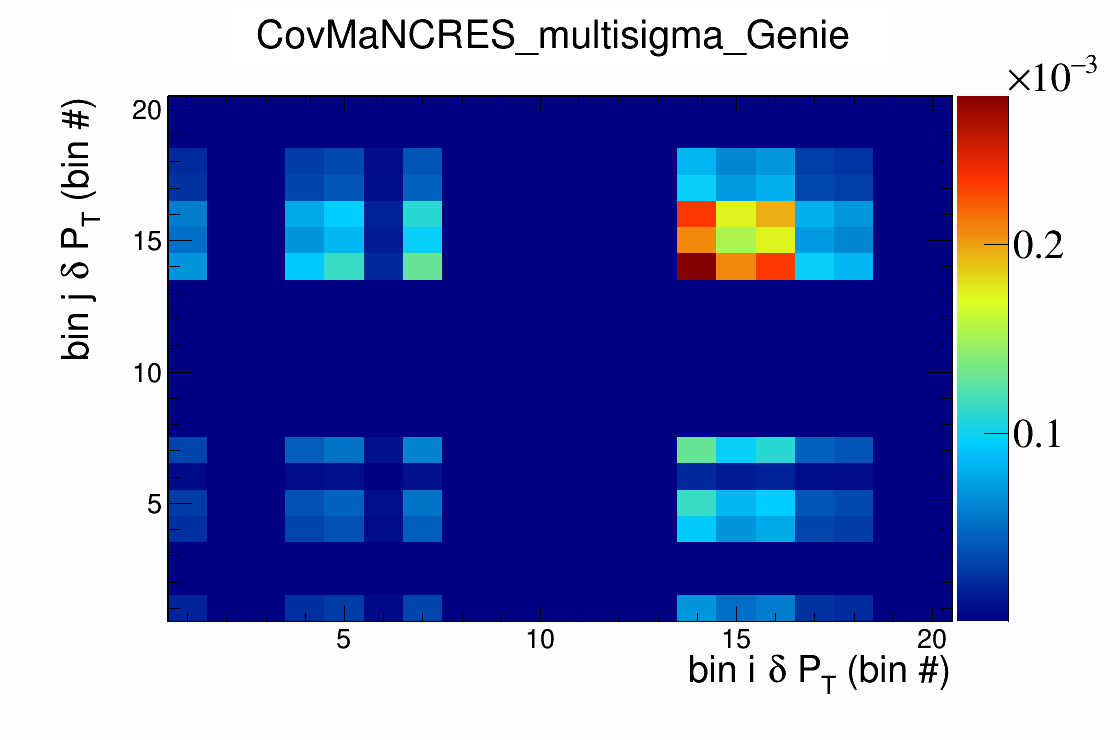 CovMaNCRES_multisigma_Genie
×10⁻³
bin j δ P_T (bin #)
20
15
10
5
0.2
0.1
5 10 15 20
bin i δ P_T (bin #)